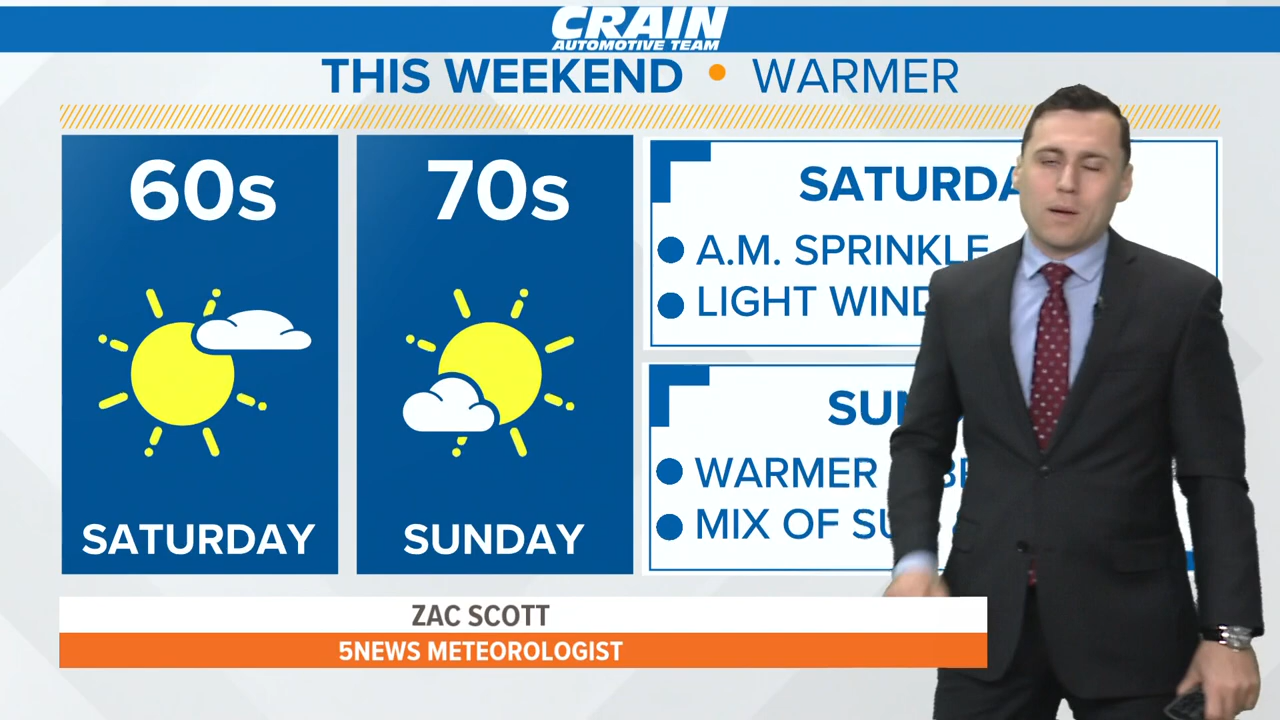 CRAIN
AUTOMOTIVE TEAM
THIS WEEKEND • WARMER
60s
SATURDAY
70s
SUNDAY
A.M. SPRINKLE
LIGHT
WARMER
MIX OF
ZAC SCOTT
5NEWS METEOROLOGIST